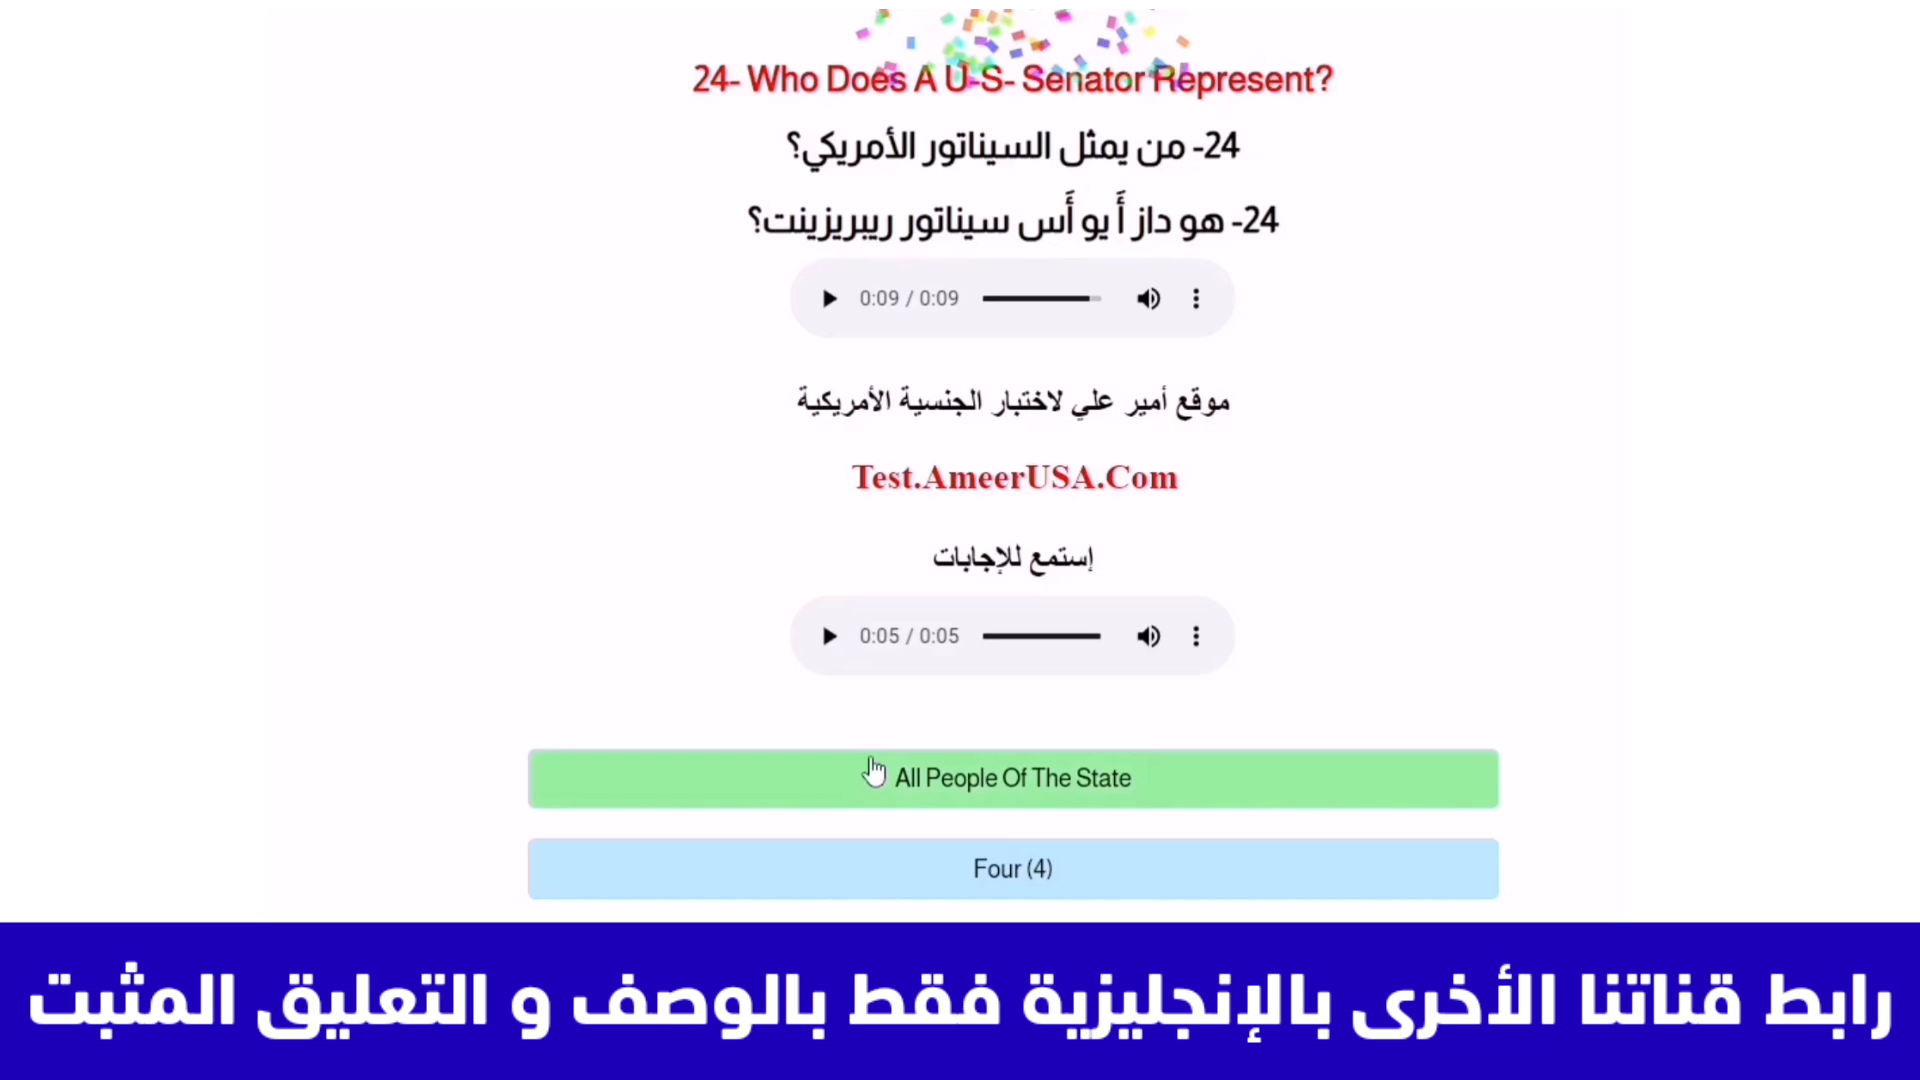 24- Who Does A U-S- Senator Represent?
24- من يمثل السيناتور الأمريكي؟
24- هو داز أَ يو أَس سيناتور ريبريزينت؟
0:09 / 0:09
موقع أمير علي لاختبار الجنسية الأمريكية
Test.AmeerUSA.Com
إستمع للإجابات
0:05 / 0:05
All People Of The State
Four (4)
رابط قناتنا الأخرى بالإنجليزية فقط بالوصف و التعليق المثبت